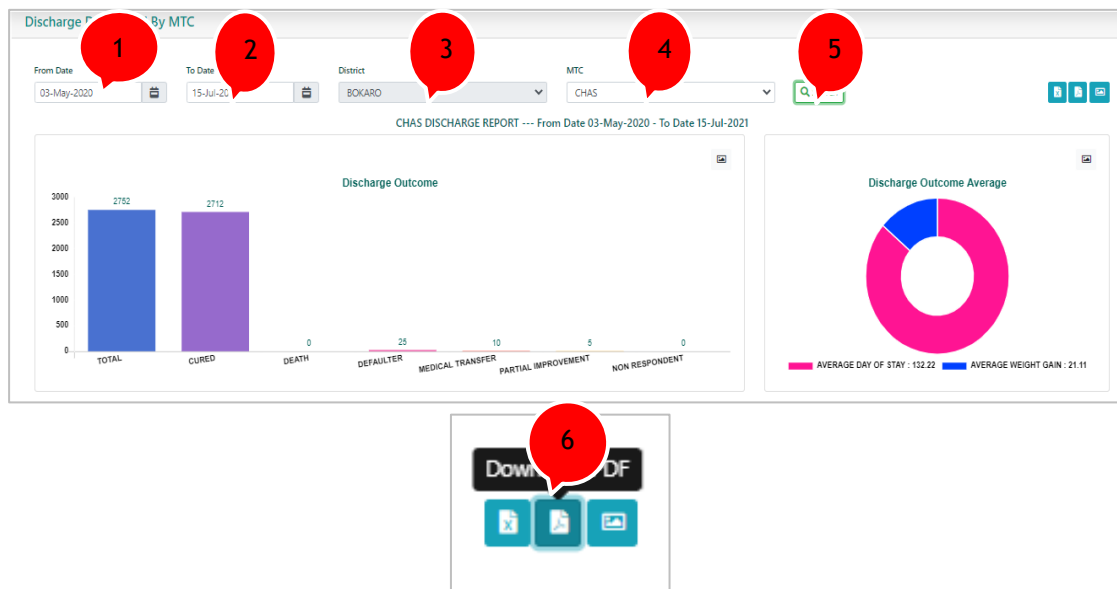 Discharge By MTC
1 2 3 4 5
From Date To Date District MTC
03-May-2020 15-Jul-20 BOKARO CHAS
CHAS DISCHARGE REPORT --- From Date 03-May-2020 - To Date 15-Jul-2021
Discharge Outcome
3000
2500
2000
1500
1000
500
0
2752 2712 0 25 10 5 0
TOTAL CURED DEATH DEFAULTER MEDICAL TRANSFER PARTIAL IMPROVEMENT NON RESPONDENT
Discharge Outcome Average
AVERAGE DAY OF STAY : 132.22 AVERAGE WEIGHT GAIN : 21.11
6
Down DF